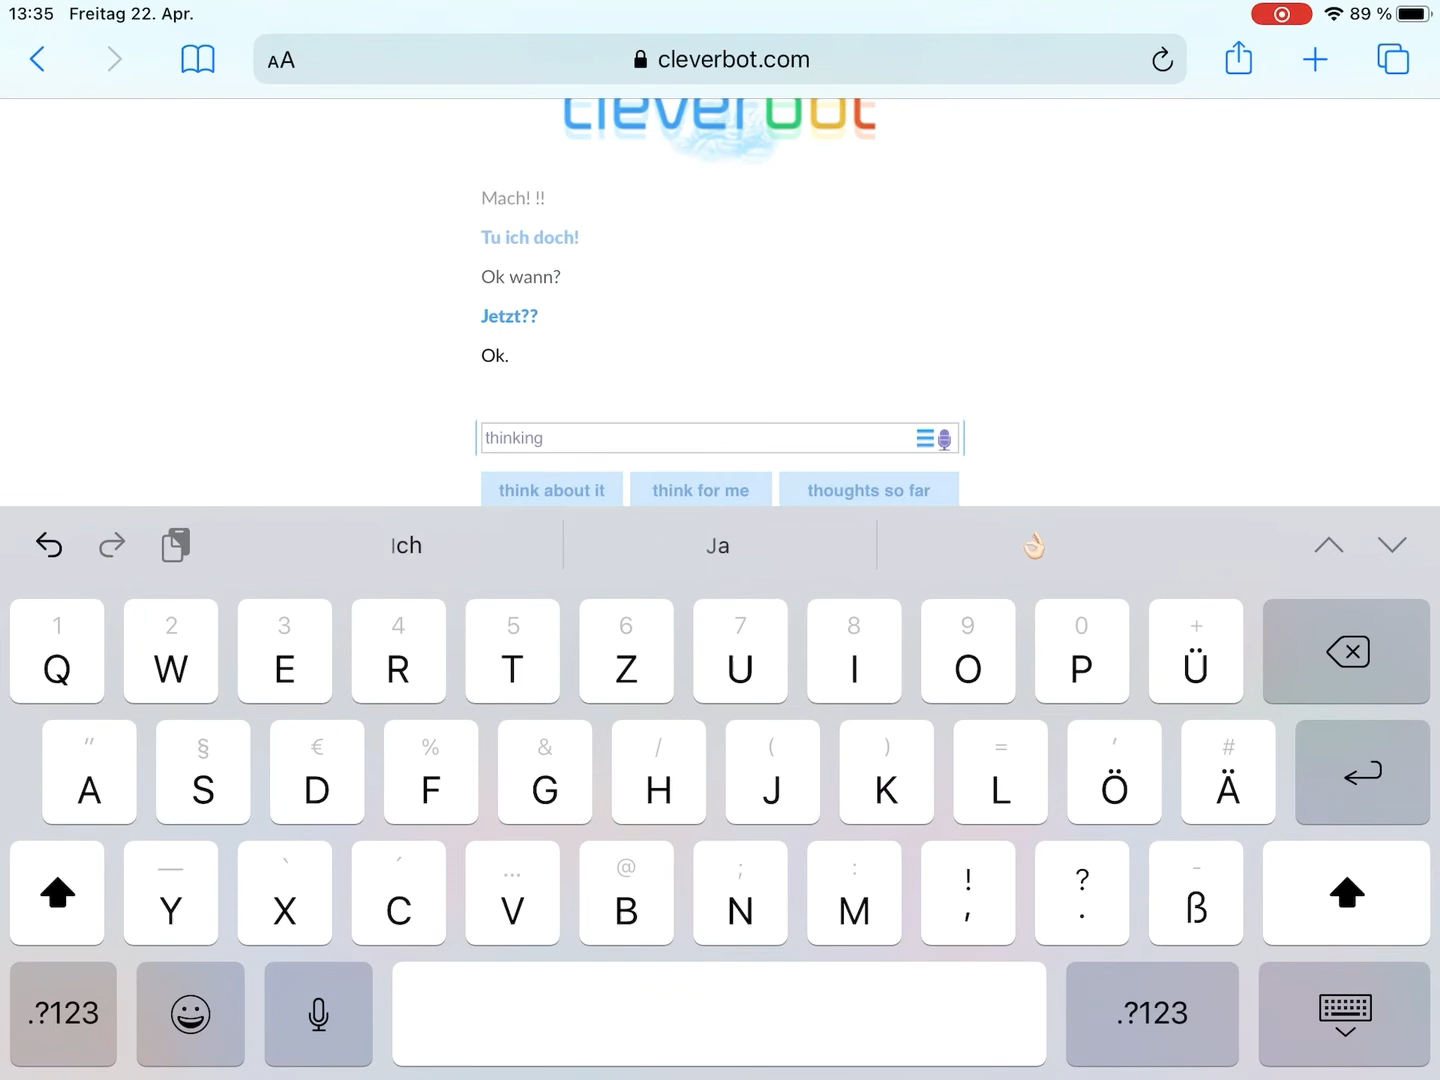 13:35 Freitag 22. Apr. 89 %
AA cleverbot.com
cleverbot
Mach! !!
Tu ich doch!
Ok wann?
Jetzt??
Ok.
thinking
think about it think for me thoughts so far
Ich Ja 👌🏻
1 2 3 4 5 6 7 8 9 0 +
Q W E R T Z U I O P Ü
" § € % & / ( ) = ' #
A S D F G H J K L Ö Ä
— ` ´ ... @ ; : ! ? -
Y X C V B N M , . ß
.?123 .?123